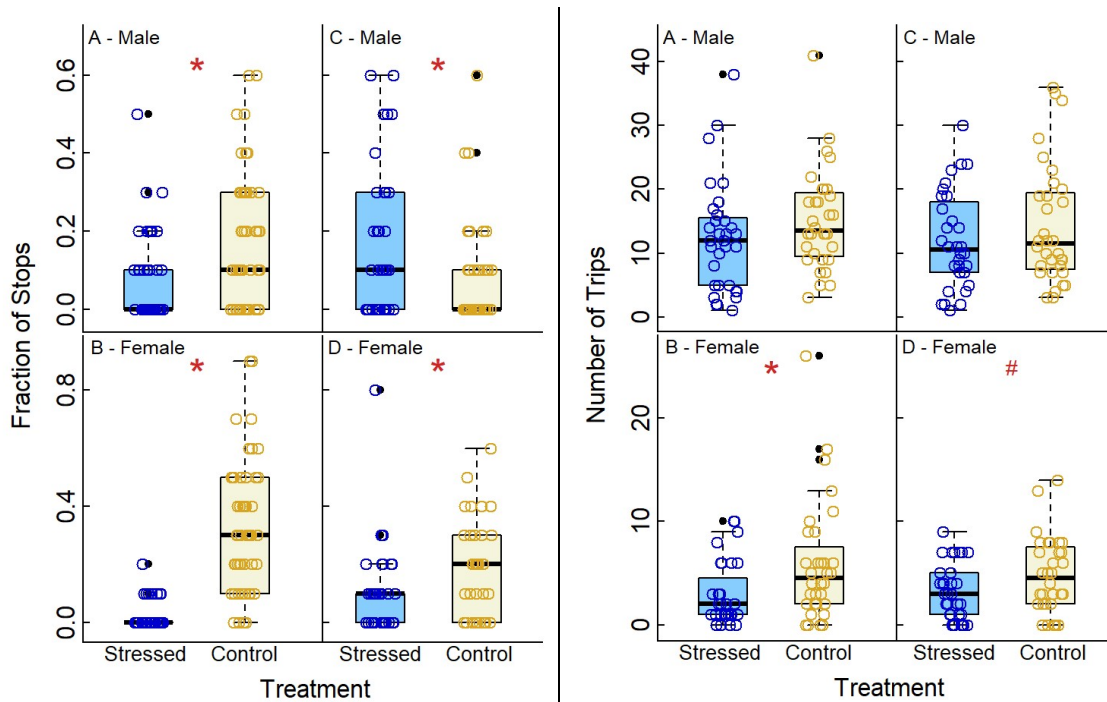 A - Male
C - Male
*
*
0.6
0.4
0.2
0.0
B - Female
D - Female
*
*
0.8
0.4
0.0
Fraction of Stops
Stressed
Control
Stressed
Control
Treatment
A - Male
C - Male
40
30
20
10
0
B - Female
D - Female
*
#
20
10
0
Number of Trips
Stressed
Control
Stressed
Control
Treatment